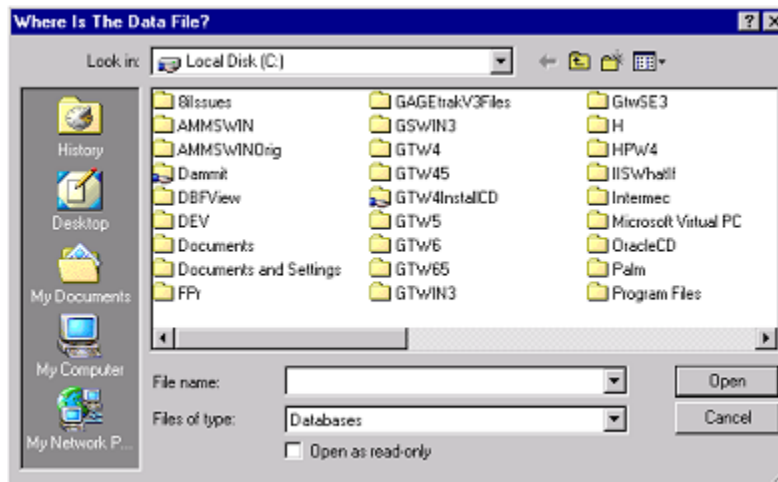 Where Is The Data File?
Look in: Local Disk (C:)
History
Desktop
My Documents
My Computer
My Network P...
8iIssues
AMMSWIN
AMMSWINOrig
Dammit
DBFView
DEV
Documents
Documents and Settings
FPr
GAGEtrakV3Files
GSWIN3
GTW4
GTW45
GTW4InstallCD
GTW5
GTW6
GTW65
GTWIN3
GtwSE3
H
HPW4
IISWhatIf
Intermec
Microsoft Virtual PC
OracleCD
Palm
Program Files
File name:
Open
Files of type: Databases
Cancel
Open as read-only